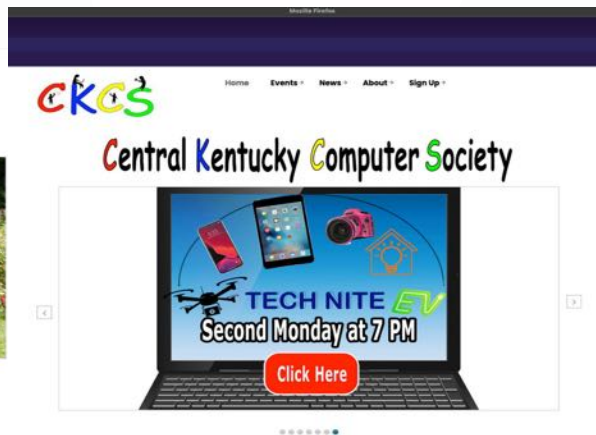 Mozilla Firefox
CKCS
Home Events News About Sign Up
Central Kentucky Computer Society
TECH NITE EV
Second Monday at 7 PM
Click Here